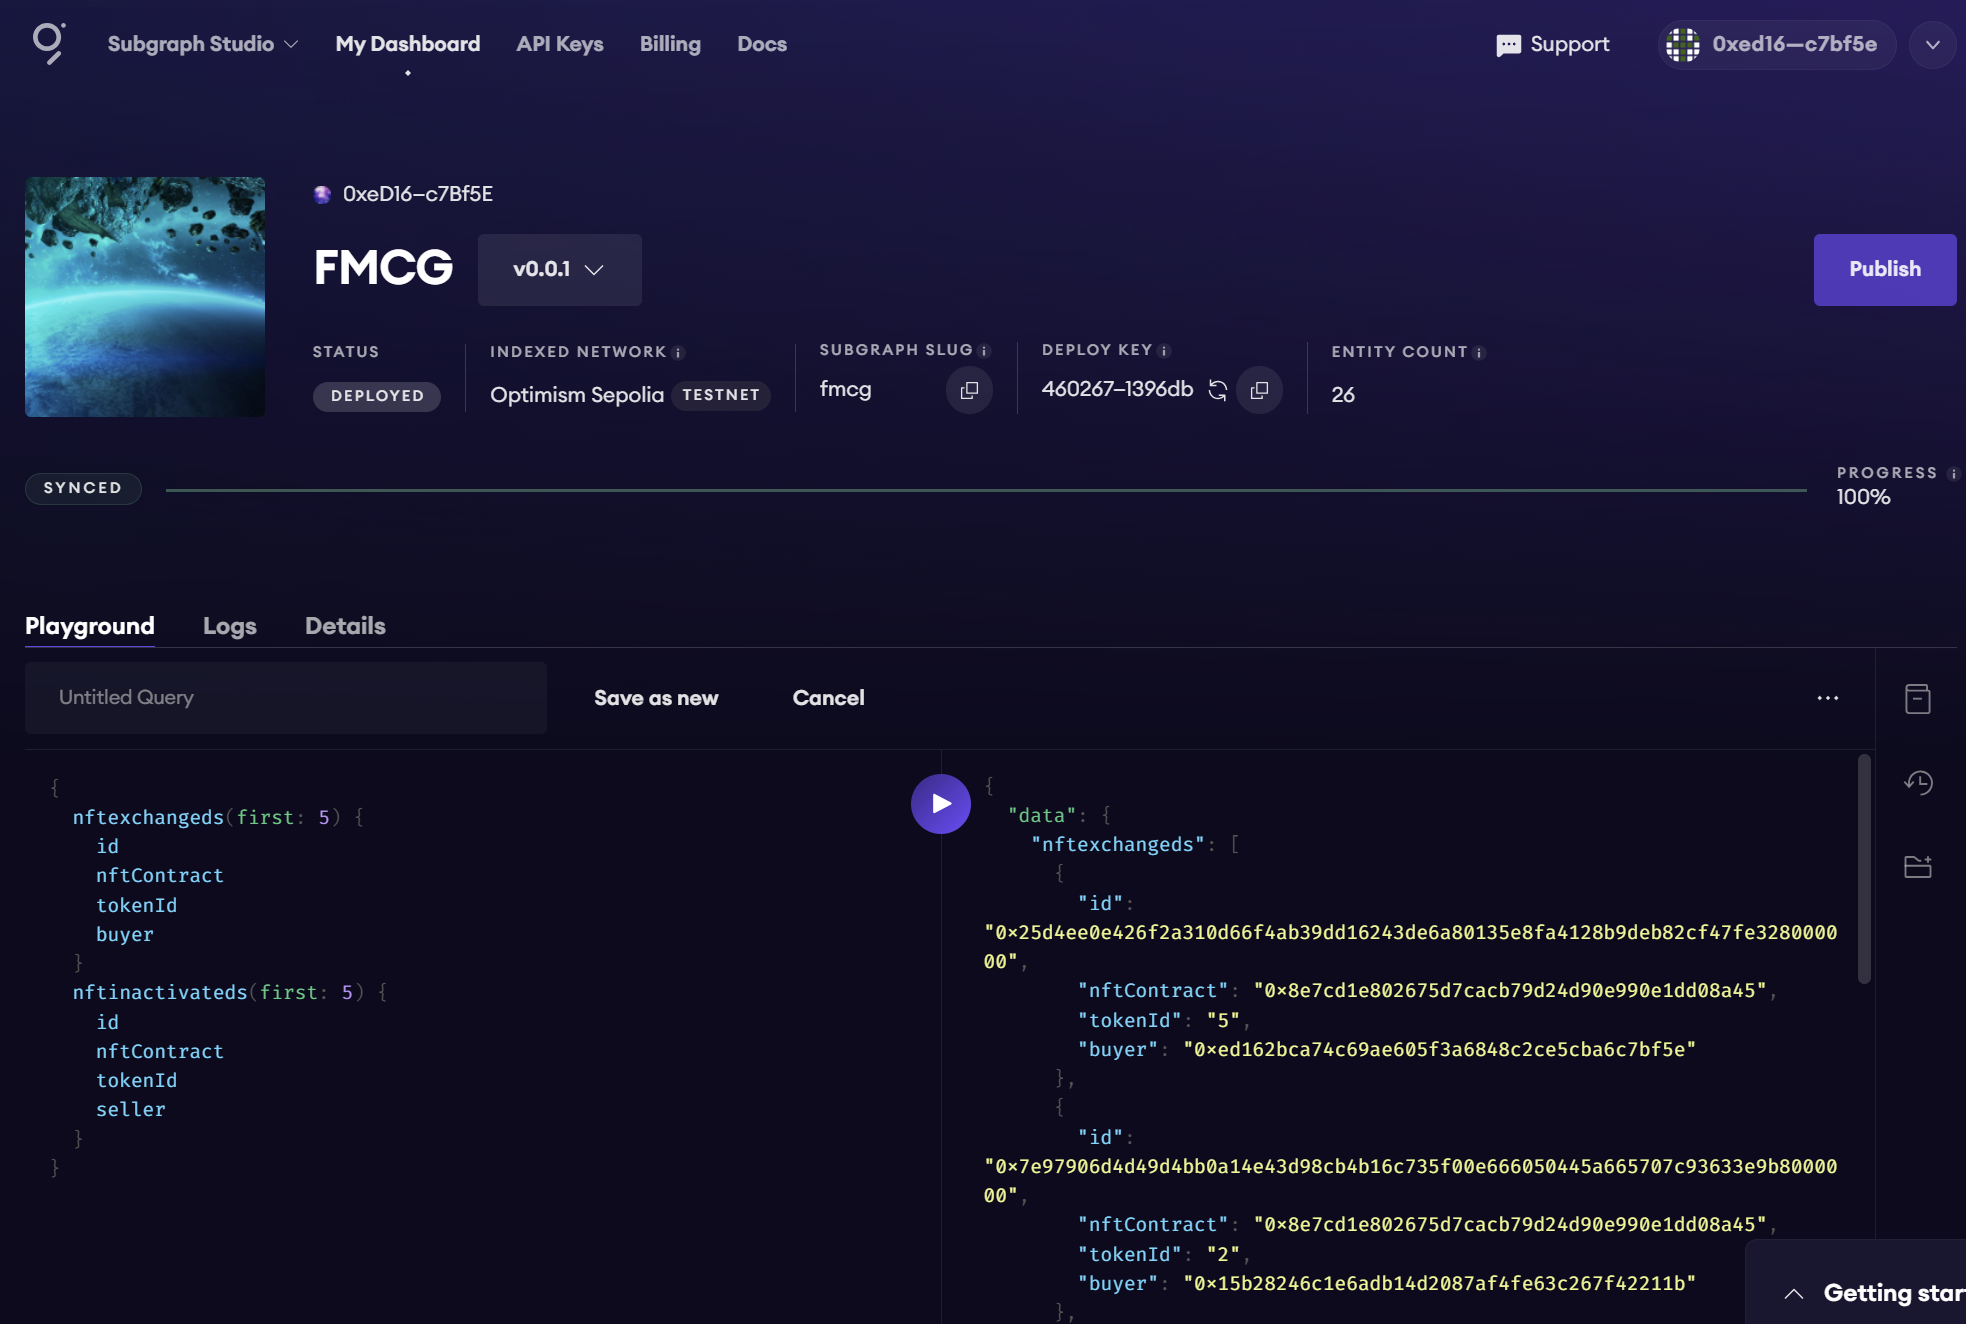 Subgraph Studio My Dashboard API Keys Billing Docs Support 0xed16—c7bf5e
0xeD16—c7Bf5E
FMCG v0.0.1 Publish
STATUS INDEXED NETWORK SUBGRAPH SLUG DEPLOY KEY ENTITY COUNT
DEPLOYED Optimism Sepolia TESTNET fmcg 460267—1396db 26
SYNCED PROGRESS
100%
Playground Logs Details
Untitled Query Save as new Cancel ...
{
nftexchangeds(first: 5) {
id
nftContract
tokenId
buyer
}
nftinactivateds(first: 5) {
id
nftContract
tokenId
seller
}
}
{
"data": {
"nftexchangeds": [
{
"id":
"0x25d4ee0e426f2a310d66f4ab39dd16243de6a80135e8fa4128b9deb82cf47fe3280000
00",
"nftContract": "0x8e7cd1e802675d7cacb79d24d90e990e1dd08a45",
"tokenId": "5",
"buyer": "0xed162bca74c69ae605f3a6848c2ce5cba6c7bf5e"
},
{
"id":
"0x7e97906d4d49d4bb0a14e43d98cb4b16c735f00e666050445a665707c93633e9b80000
00",
"nftContract": "0x8e7cd1e802675d7cacb79d24d90e990e1dd08a45",
"tokenId": "2",
"buyer": "0x15b28246c1e6adb14d2087af4fe63c267f42211b"
},
Getting star